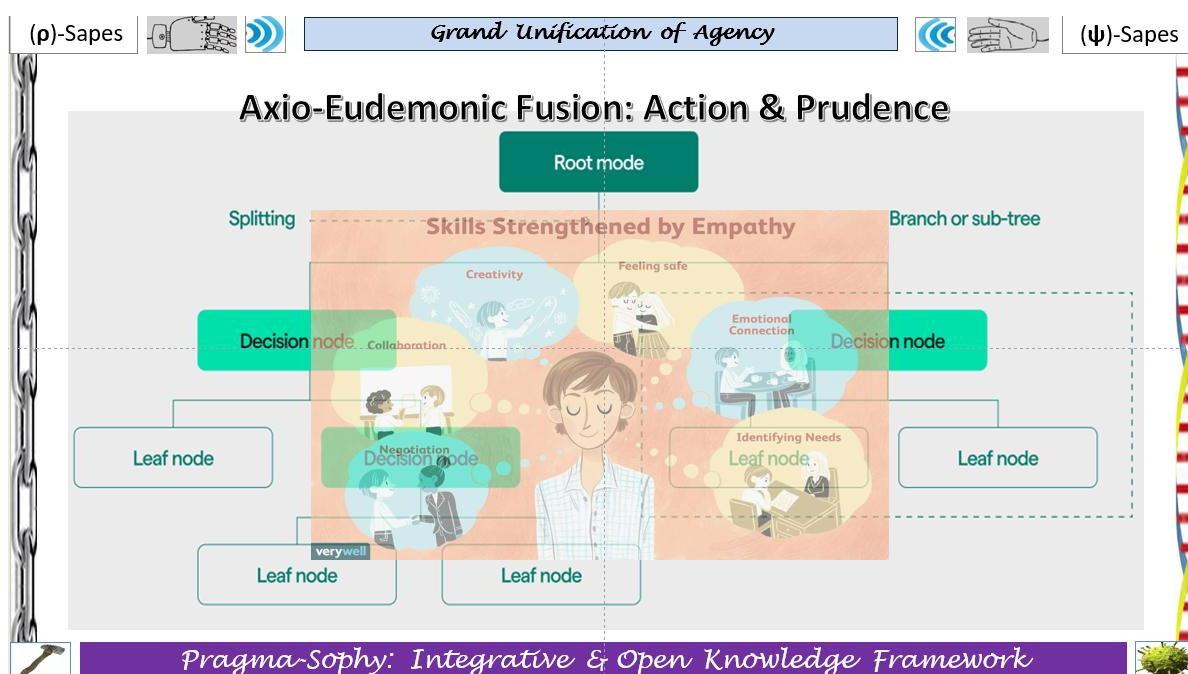 (ρ)-Sapes
Grand Unification of Agency
(ψ)-Sapes
Axio-Eudemonic Fusion: Action & Prudence
Root mode
Splitting
Skills Strengthened by Empathy
Branch or sub-tree
Creativity
Feeling safe
Emotional
Connection
Decision node
Collaboration
Decision node
Negotiation
Decision node
Identifying Needs
Leaf node
Leaf node
Leaf node
verywell
Leaf node
Leaf node
Pragma-Sophy: Integrative & Open Knowledge Framework